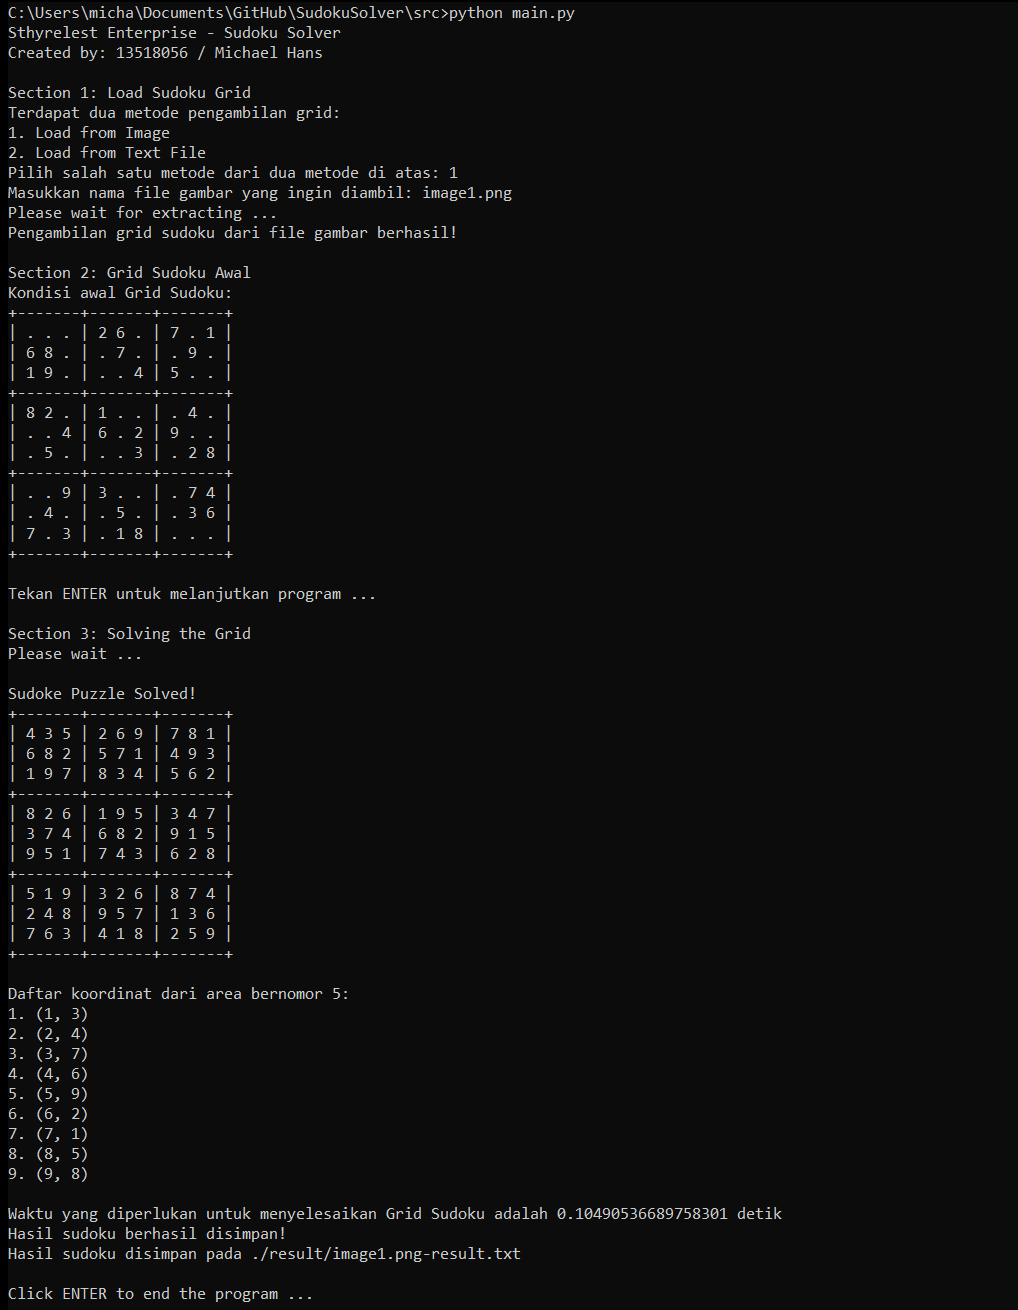 C:\Users\micha\Documents\GitHub\SudokuSolver\src>python main.py
Sthyrelest Enterprise - Sudoku Solver
Created by: 13518056 / Michael Hans
Section 1: Load Sudoku Grid
Terdapat dua metode pengambilan grid:
1. Load from Image
2. Load from Text File
Pilih salah satu metode dari dua metode di atas: 1
Masukkan nama file gambar yang ingin diambil: image1.png
Please wait for extracting ...
Pengambilan grid sudoku dari file gambar berhasil!
Section 2: Grid Sudoku Awal
Kondisi awal Grid Sudoku:
+-------+-------+-------+
| . . . | 2 6 . | 7 . 1 |
| 6 8 . | . 7 . | . 9 . |
| 1 9 . | . . 4 | 5 . . |
+-------+-------+-------+
| 8 2 . | 1 . . | . 4 . |
| . . 4 | 6 . 2 | 9 . . |
| . 5 . | . . 3 | . 2 8 |
+-------+-------+-------+
| . . 9 | 3 . . | . 7 4 |
| . 4 . | . 5 . | . 3 6 |
| 7 . 3 | . 1 8 | . . . |
+-------+-------+-------+
Tekan ENTER untuk melanjutkan program ...
Section 3: Solving the Grid
Please wait ...
Sudoke Puzzle Solved!
+-------+-------+-------+
| 4 3 5 | 2 6 9 | 7 8 1 |
| 6 8 2 | 5 7 1 | 4 9 3 |
| 1 9 7 | 8 3 4 | 5 6 2 |
+-------+-------+-------+
| 8 2 6 | 1 9 5 | 3 4 7 |
| 3 7 4 | 6 8 2 | 9 1 5 |
| 9 5 1 | 7 4 3 | 6 2 8 |
+-------+-------+-------+
| 5 1 9 | 3 2 6 | 8 7 4 |
| 2 4 8 | 9 5 7 | 1 3 6 |
| 7 6 3 | 4 1 8 | 2 5 9 |
+-------+-------+-------+
Daftar koordinat dari area bernomor 5:
1. (1, 3)
2. (2, 4)
3. (3, 7)
4. (4, 6)
5. (5, 9)
6. (6, 2)
7. (7, 1)
8. (8, 5)
9. (9, 8)
Waktu yang diperlukan untuk menyelesaikan Grid Sudoku adalah 0.10490536689758301 detik
Hasil sudoku berhasil disimpan!
Hasil sudoku disimpan pada ./result/image1.png-result.txt
Click ENTER to end the program ...